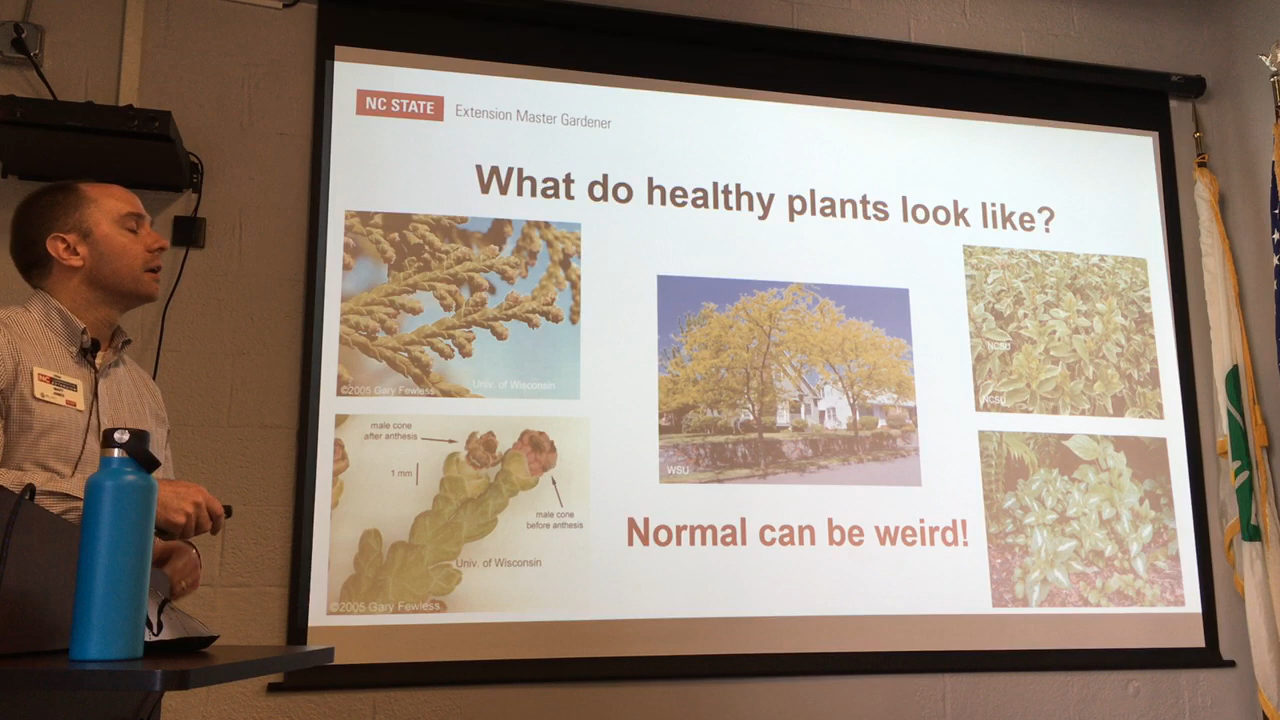 NC STATE
Extension Master Gardener
What do healthy plants look like?
©2005 Gary Fewless
Univ. of Wisconsin
male cone
after anthesis
1 mm
male cone
before anthesis
Univ. of Wisconsin
©2005 Gary Fewless
WSU
NCSU
NCSU
Normal can be weird!
NC